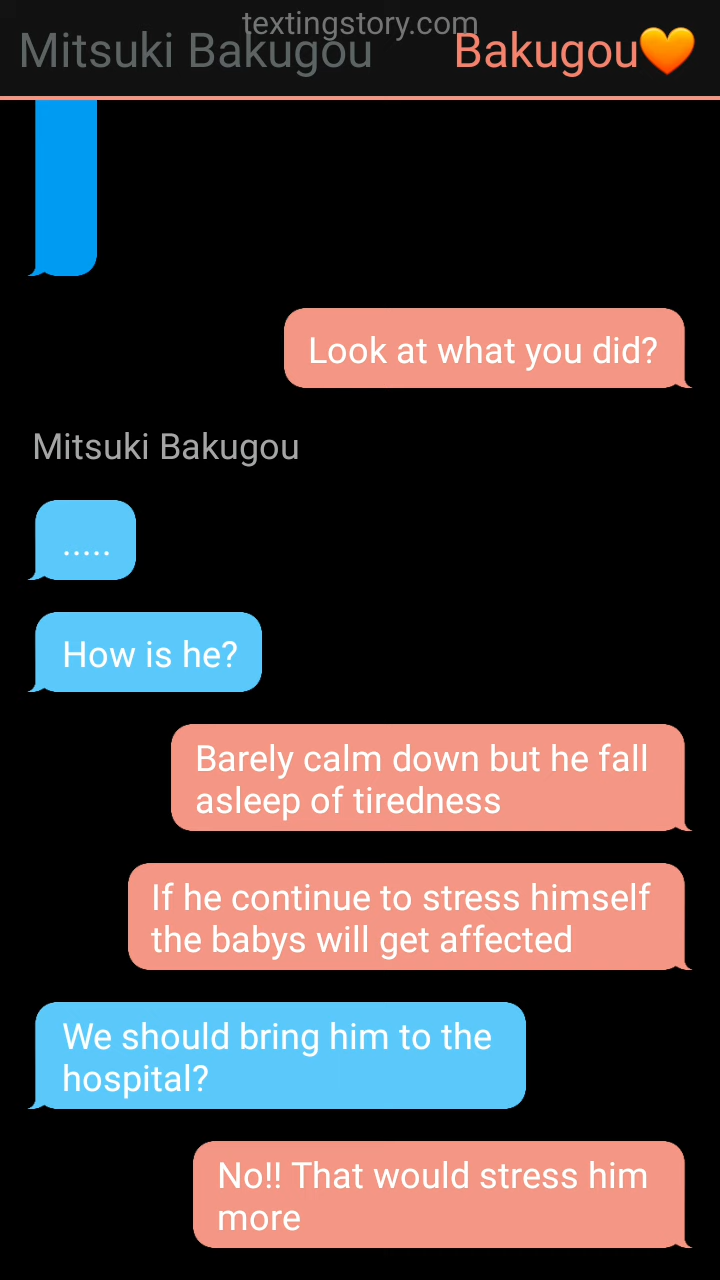 textingstory.com
Mitsuki Bakugou
Bakugou🧡
Look at what you did?
Mitsuki Bakugou
.....
How is he?
Barely calm down but he fall
asleep of tiredness
If he continue to stress himself
the babys will get affected
We should bring him to the
hospital?
No!! That would stress him
more